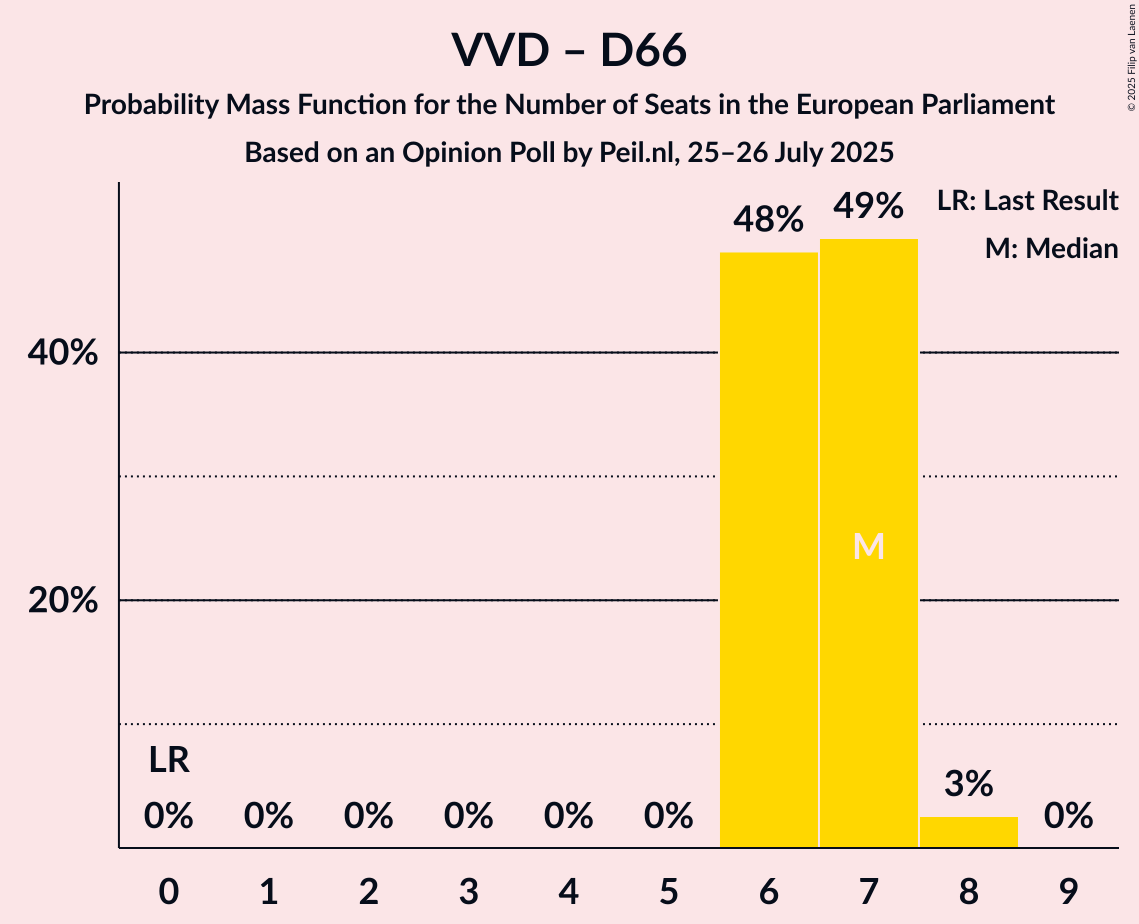 VVD – D66
Probability Mass Function for the Number of Seats in the European Parliament
Based on an Opinion Poll by Peil.nl, 25–26 July 2025
© 2025 Filip van Laenen
LR: Last Result
M: Median
48% 49%
40%
M
20%
LR
3%
0% 0% 0% 0% 0% 0% 0%
0 1 2 3 4 5 6 7 8 9